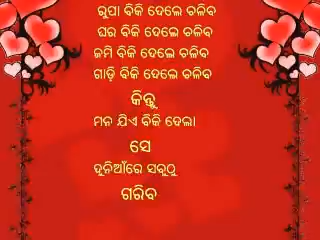 ରୂପା ବିକି ଦେଲେ ଚଳିବ
ଘର ବିକି ଦେଲେ ଚଳିବ
ଜମି ବିକି ଦେଲେ ଚଳିବ
ଗାଡ଼ି ବିକି ଦେଲେ ଚଳିବ
କିନ୍ତୁ
ମନ ଯିଏ ବିକି ଦେଲା
ସେ
ଦୁନିଆଁରେ ସବୁଠୁ
ଗରିବ